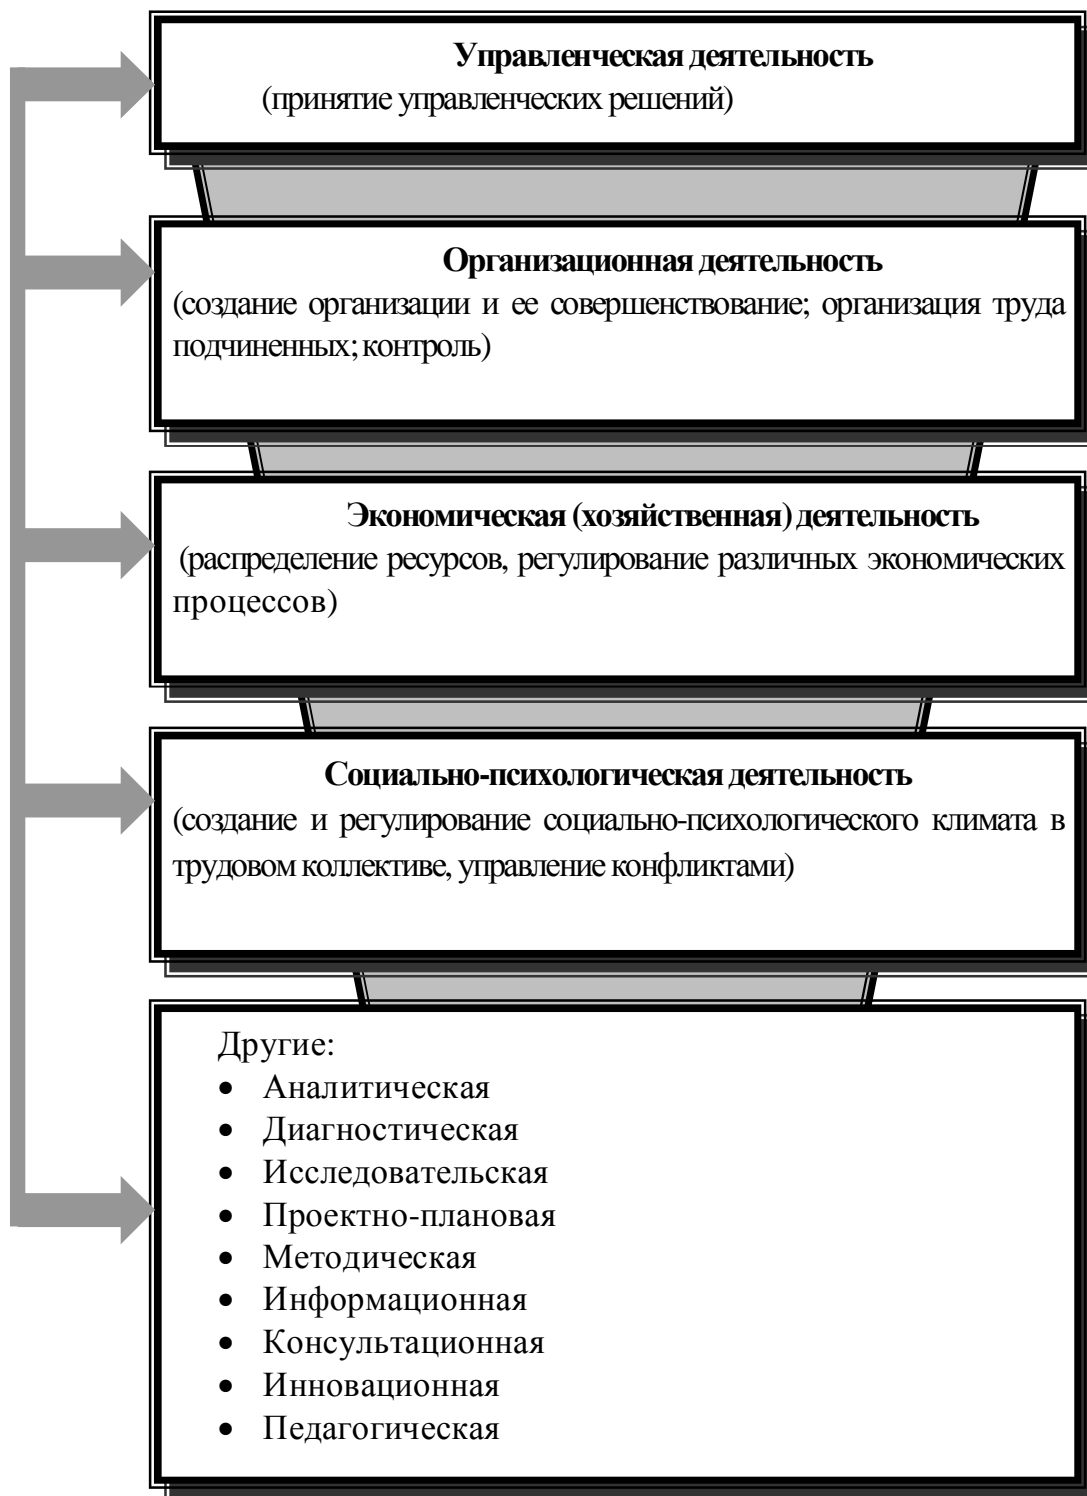 Управленческая деятельность
(принятие управленческих решений)
Организационная деятельность
(создание организации и ее совершенствование; организация труда
подчиненных; контроль)
Экономическая (хозяйственная) деятельность
(распределение ресурсов, регулирование различных экономических
процессов)
Социально-психологическая деятельность
(создание и регулирование социально-психологического климата в
трудовом коллективе, управление конфликтами)
Другие:
• Аналитическая
• Диагностическая
• Исследовательская
• Проектно-плановая
• Методическая
• Информационная
• Консультационная
• Инновационная
• Педагогическая